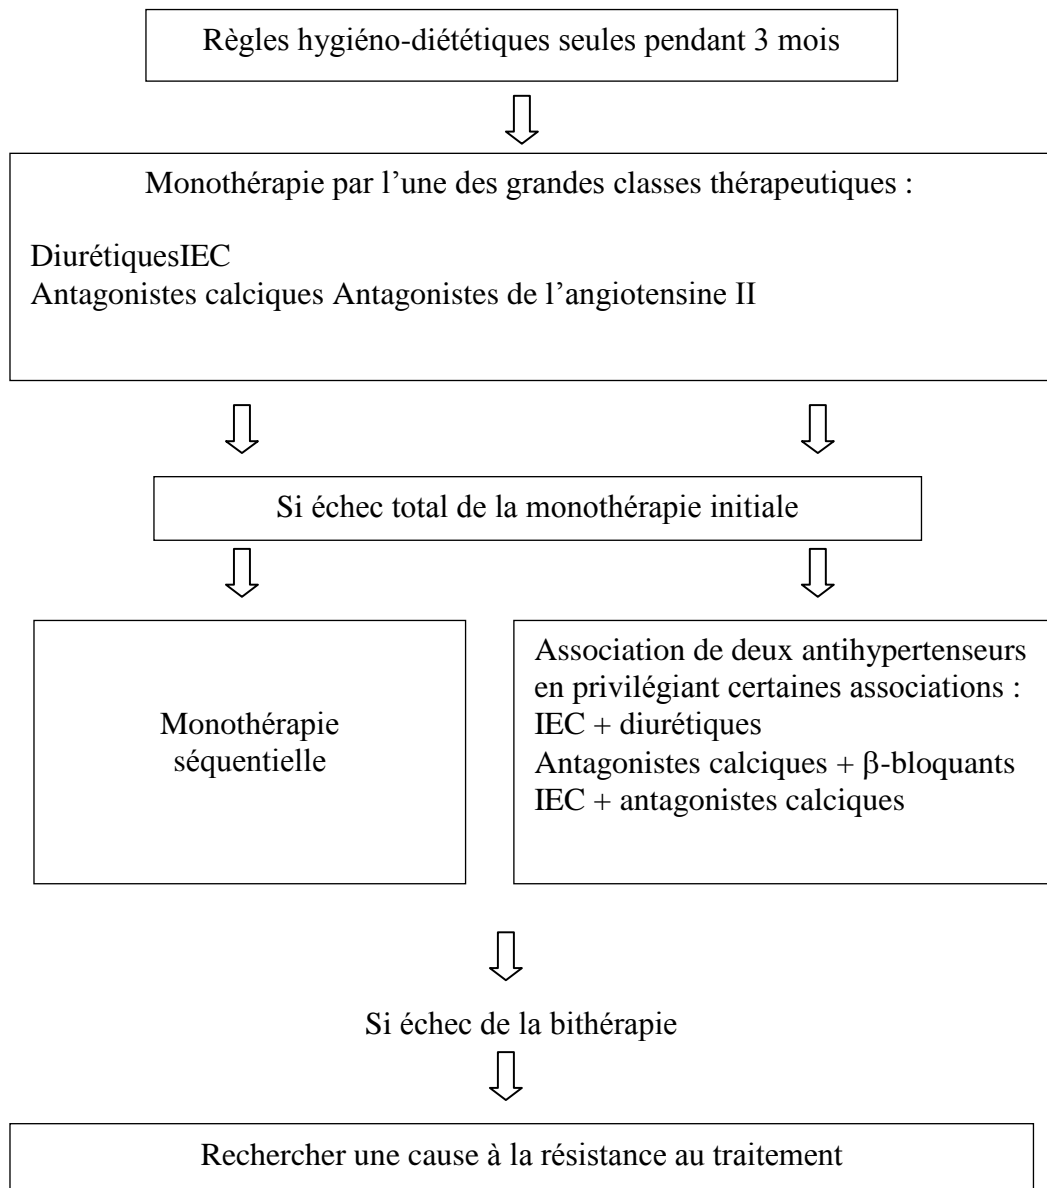 Règles hygiéno-diététiques seules pendant 3 mois
Monothérapie par l’une des grandes classes thérapeutiques :
DiurétiquesIEC
Antagonistes calciques Antagonistes de l’angiotensine II
Si échec total de la monothérapie initiale
Monothérapie
séquentielle
Association de deux antihypertenseurs
en privilégiant certaines associations :
IEC + diurétiques
Antagonistes calciques + β-bloquants
IEC + antagonistes calciques
Si échec de la bithérapie
Rechercher une cause à la résistance au traitement